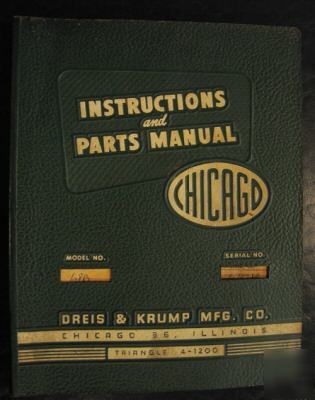 INSTRUCTIONS
and
PARTS MANUAL
CHICAGO
MODEL NO.
SERIAL NO.
DREIS & KRUMP MFG. CO.
CHICAGO 36, ILLINOIS
TRIANGLE 4-1200